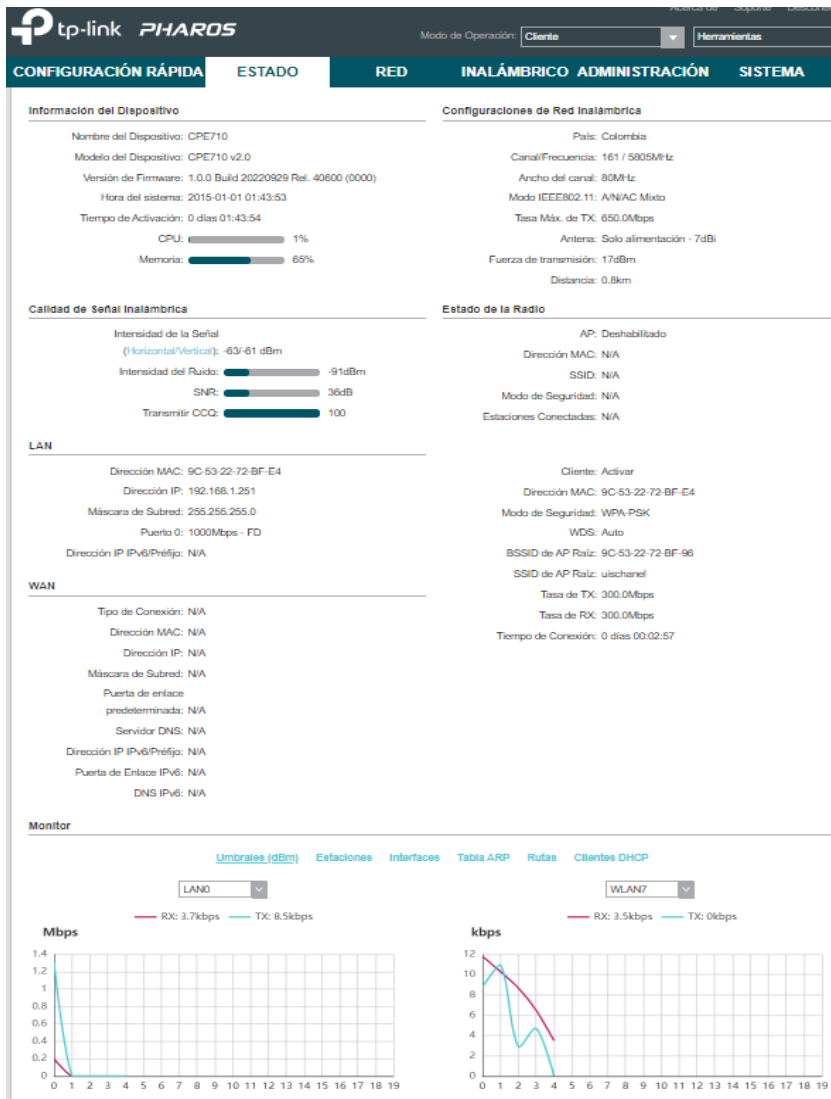 Acerca de Soporte
tp-link PHAROS
Modo de Operación: Cliente
Herramientas
CONFIGURACIÓN RÁPIDA ESTADO RED INALÁMBRICO ADMINISTRACIÓN SISTEMA
Información del Dispositivo
Nombre del Dispositivo: CPE710
Modelo del Dispositivo: CPE710 v2.0
Versión de Firmware: 1.0.0 Build 20220929 Rel. 40600 (0000)
Hora del sistema: 2015-01-01 01:43:53
Tiempo de Activación: 0 días 01:43:54
CPU: 1%
Memoria: 65%
Configuraciones de Red Inalámbrica
País: Colombia
Canal/Frecuencia: 161 / 5805MHz
Ancho del canal: 80MHz
Modo IEEE802.11: A/N/AC Mixto
Tasa Máx. de TX: 650.0Mbps
Antena: Solo alimentación - 7dBi
Fuerza de transmisión: 17dBm
Distancia: 0.8km
Calidad de Señal Inalámbrica
Intensidad de la Señal
(Horizontal/Vertical): -63/-61 dBm
Intensidad del Ruido: -91dBm
SNR: 36dB
Transmitir CCQ: 100
Estado de la Radio
AP: Deshabilitado
Dirección MAC: N/A
SSID: N/A
Modo de Seguridad: N/A
Estaciones Conectadas: N/A
LAN
Dirección MAC: 9C-53-22-72-BF-E4
Dirección IP: 192.168.1.251
Máscara de Subred: 255.255.255.0
Puerto 0: 1000Mbps - FD
Dirección IP IPv6/Préfijo: N/A
Cliente: Activar
Dirección MAC: 9C-53-22-72-BF-E4
Modo de Seguridad: WPA-PSK
WDS: Auto
BSSID de AP Raíz: 9C-53-22-72-BF-96
SSID de AP Raíz: uischanel
Tasa de TX: 300.0Mbps
Tasa de RX: 300.0Mbps
Tiempo de Conexión: 0 días 00:02:57
WAN
Tipo de Conexión: N/A
Dirección MAC: N/A
Dirección IP: N/A
Máscara de Subred: N/A
Puerta de enlace
predeterminada: N/A
Servidor DNS: N/A
Dirección IP IPv6/Préfijo: N/A
Puerta de Enlace IPv6: N/A
DNS IPv6: N/A
Monitor
Umbrales (dBm) Estaciones Interfaces Tabla ARP Rutas Clientes DHCP
LAN0
RX: 3.7kbps TX: 8.5kbps
Mbps
1.4
1.2
1
0.8
0.6
0.4
0.2
0
0 1 2 3 4 5 6 7 8 9 10 11 12 13 14 15 16 17 18 19
WLAN7
RX: 3.5kbps TX: 0kbps
kbps
12
10
8
6
4
2
0
0 1 2 3 4 5 6 7 8 9 10 11 12 13 14 15 16 17 18 19